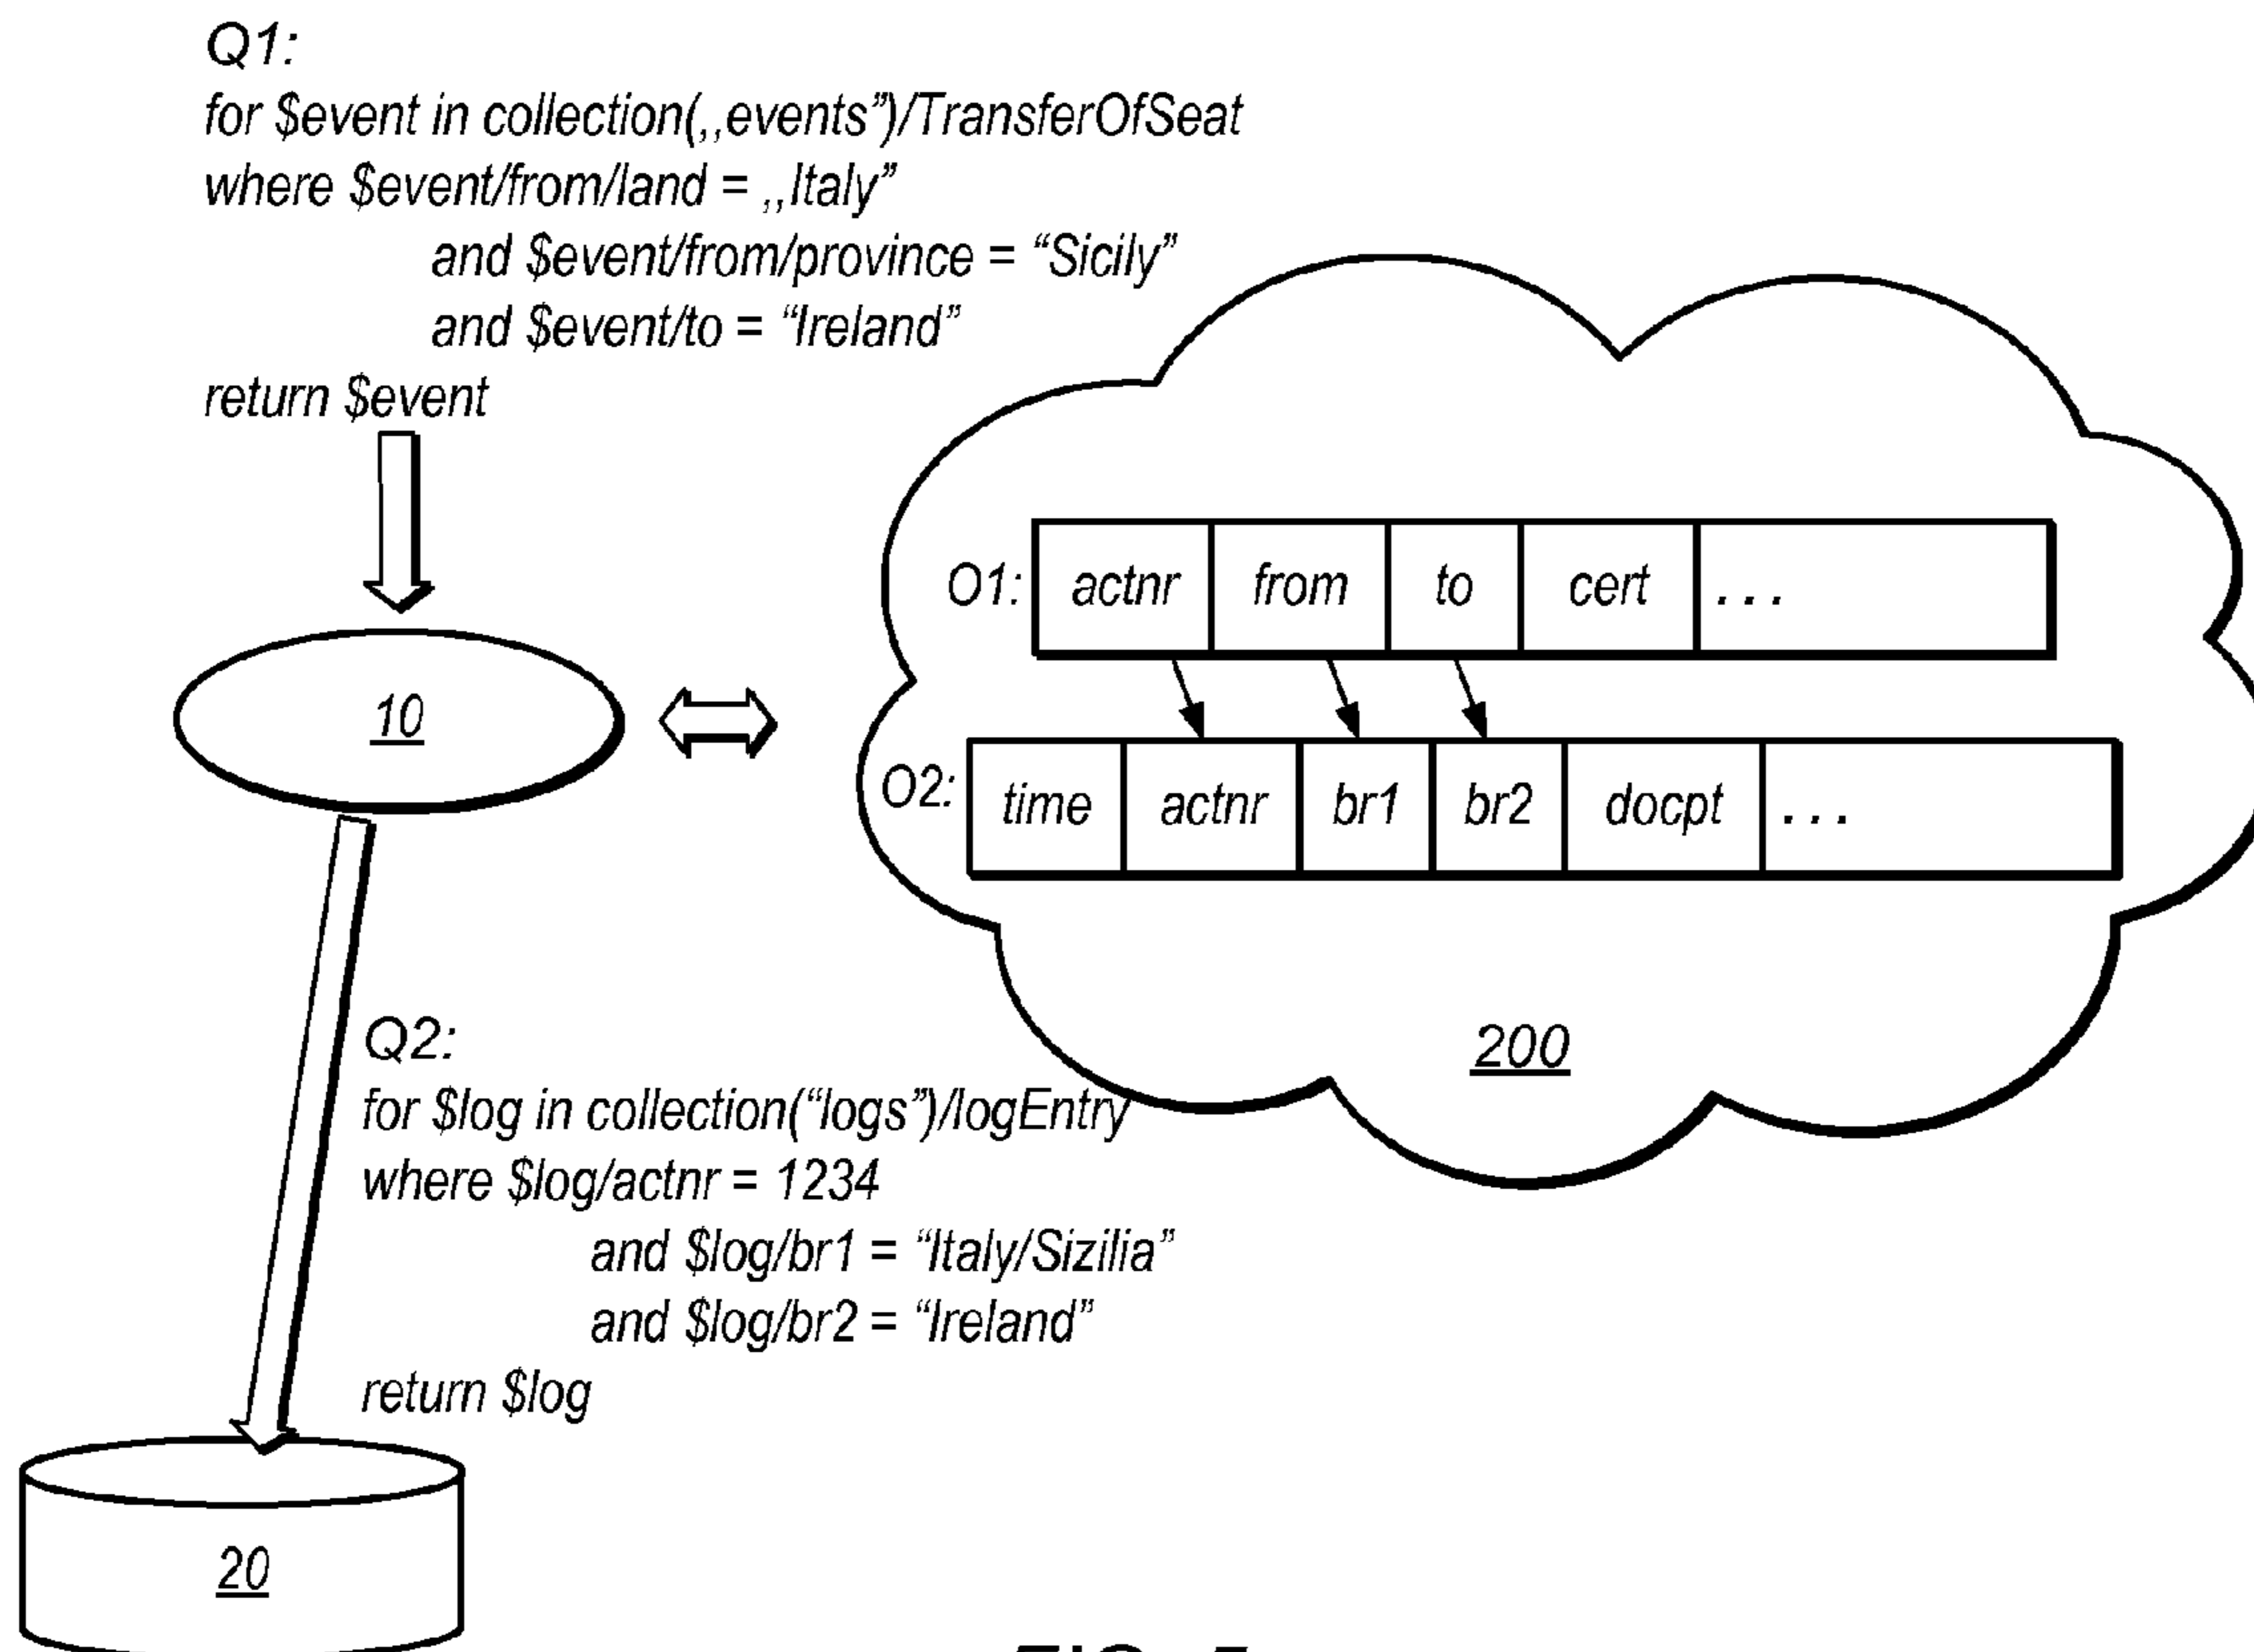 Q1:
for $event in collection(,,events”)/TransferOfSeat
where $event/from/land = ,,Italy”
and $event/from/province = “Sicily”
and $event/to = “Ireland”
return $event
10
O1: actnr from to cert ...
O2: time actnr br1 br2 docpt ...
200
Q2:
for $log in collection(“logs”)/logEntry
where $log/actnr = 1234
and $log/br1 = “Italy/Sizilia”
and $log/br2 = “Ireland”
return $log
20